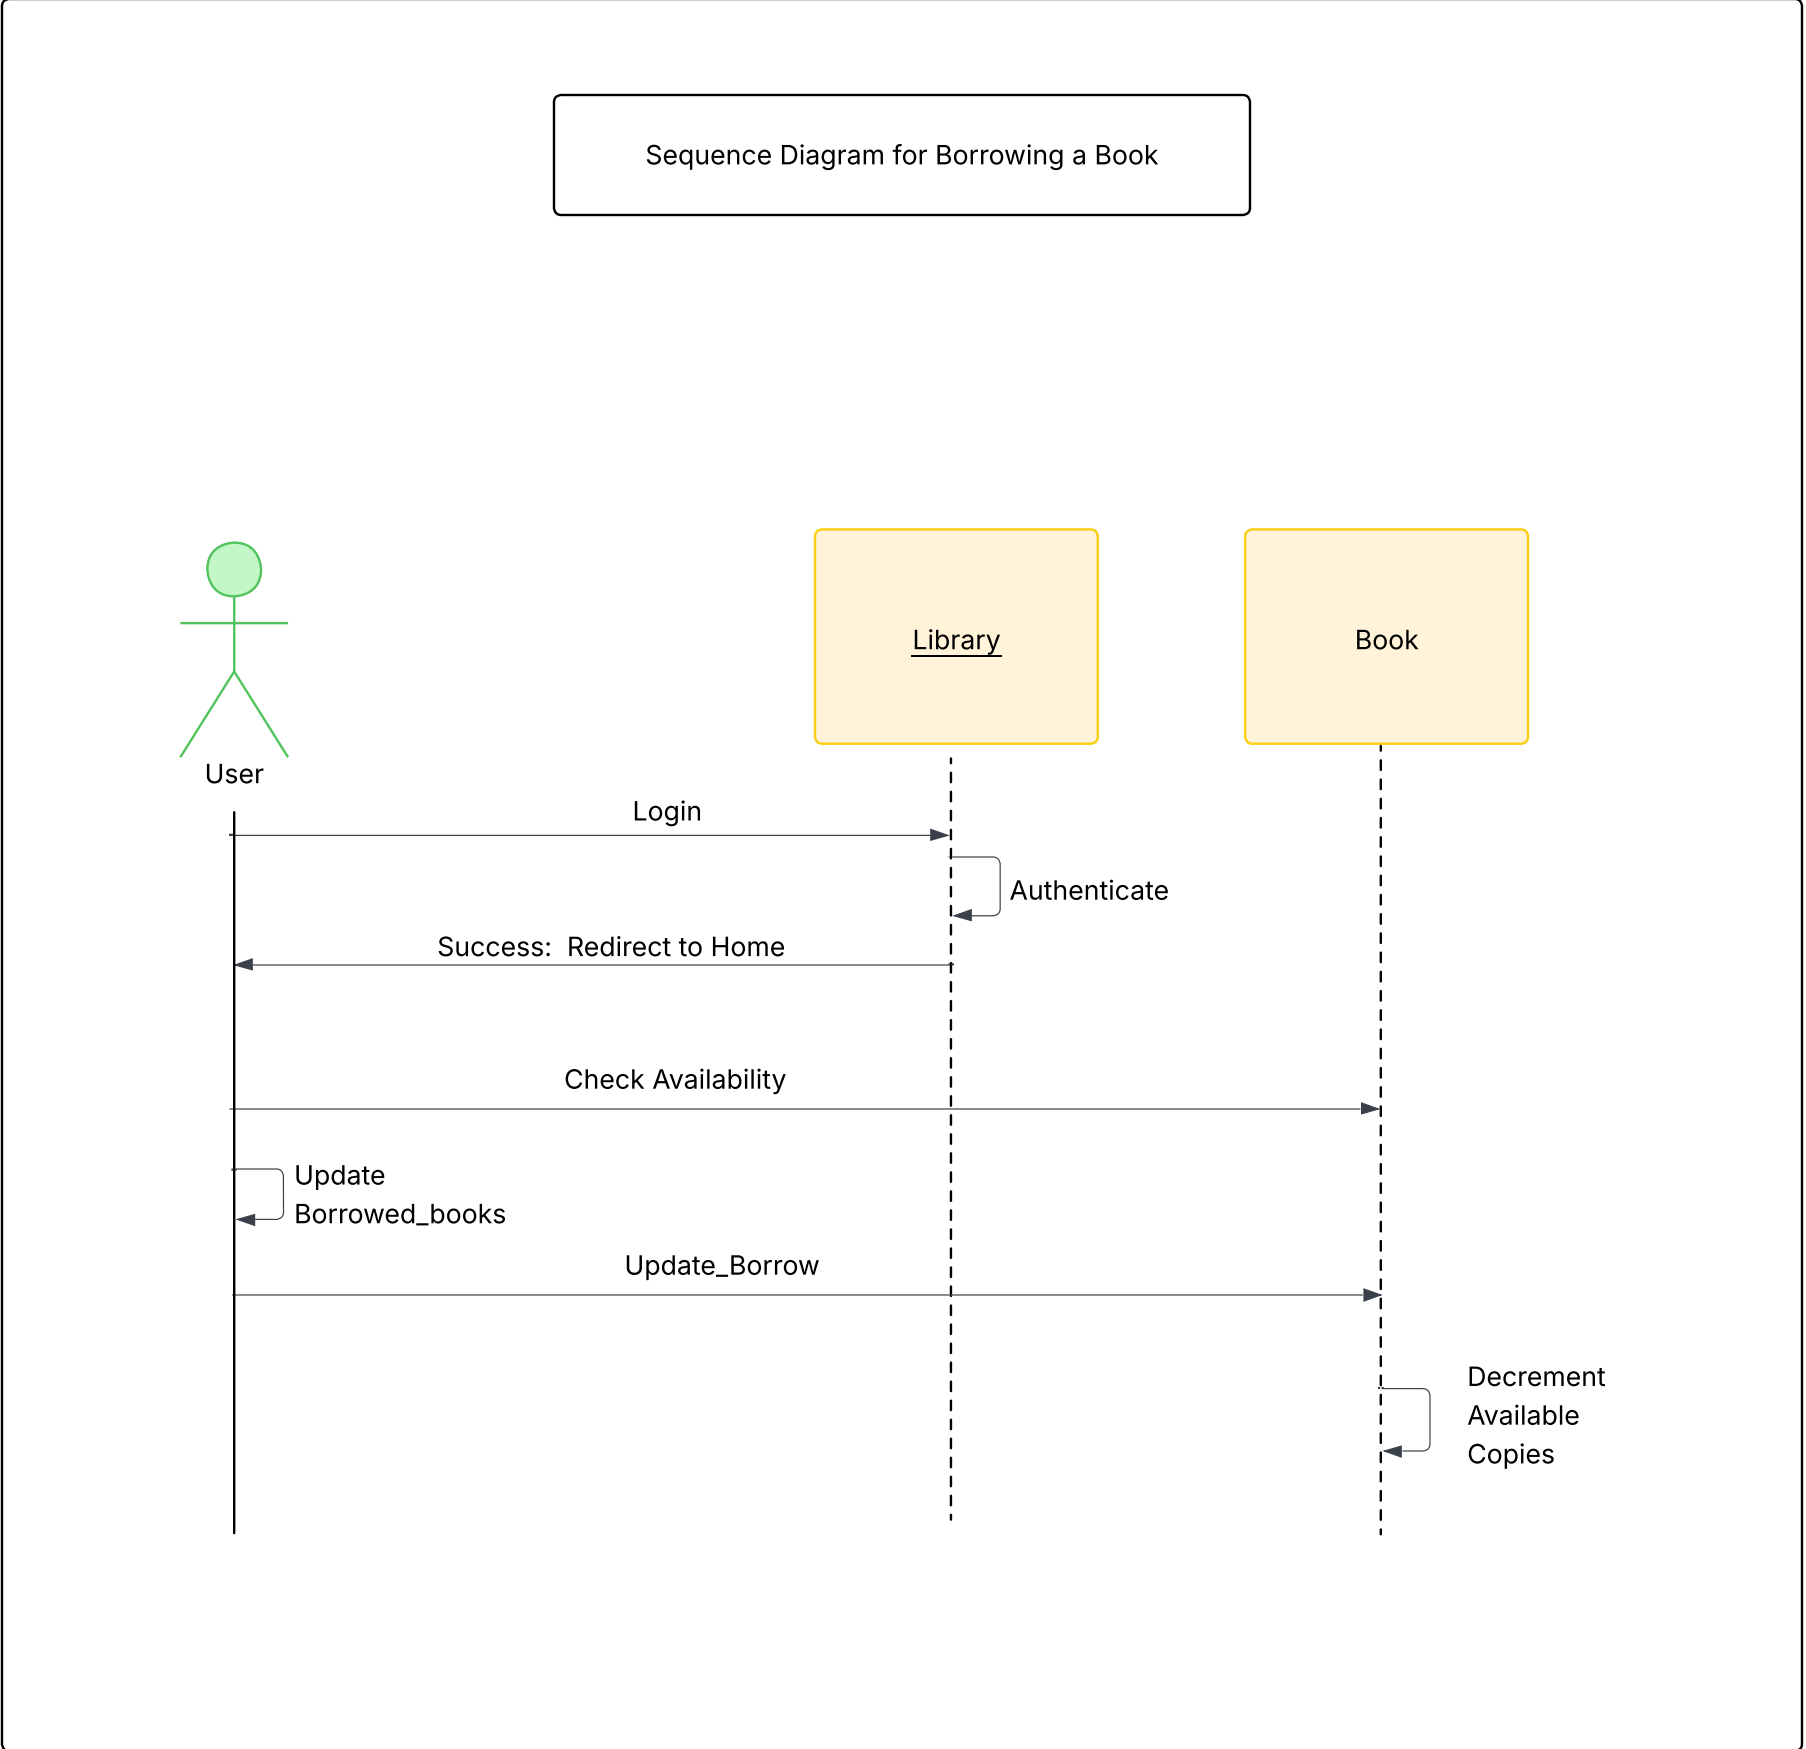 Sequence Diagram for Borrowing a Book
Library
Book
User
Login
Authenticate
Success:  Redirect to Home
Check Availability
Update
Borrowed_books
Update_Borrow
Decrement
Available
Copies